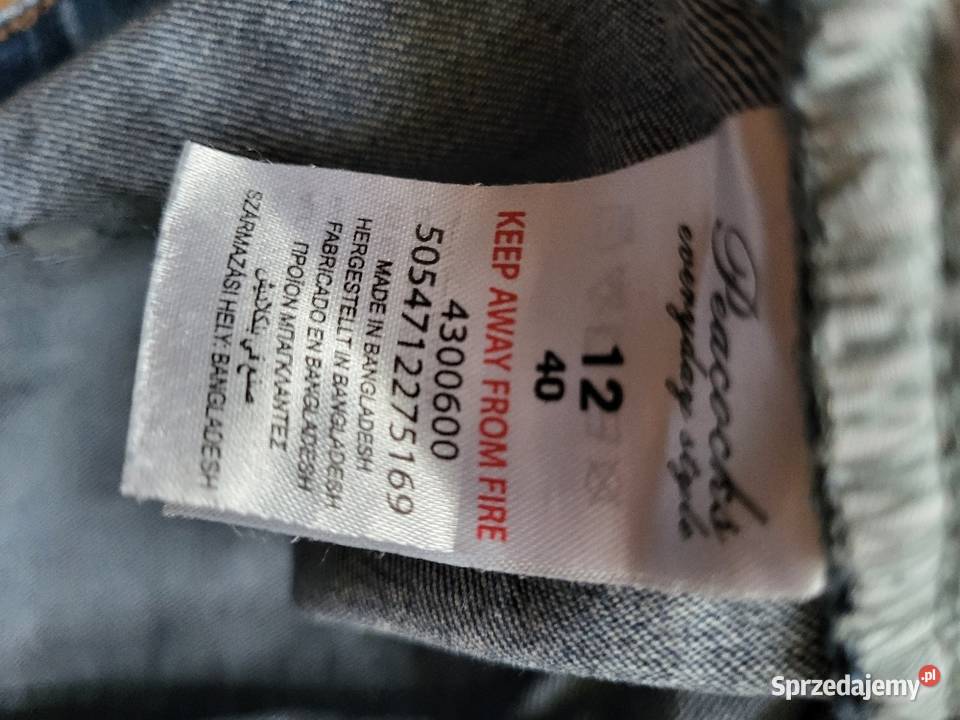 Peacocks
everyday style
12
40
KEEP AWAY FROM FIRE
4300600
5054712275169
MADE IN BANGLADESH
HERGESTELLT IN BANGLADESH
FABRICADO EN BANGLADESH
ΠΡΟΪΟΝ ΜΠΑΓΚΛΑΝΤΕΖ
صنع في بنكلاديش
SZÁRMAZÁSI HELY: BANGLADESH
Sprzedajemy.pl